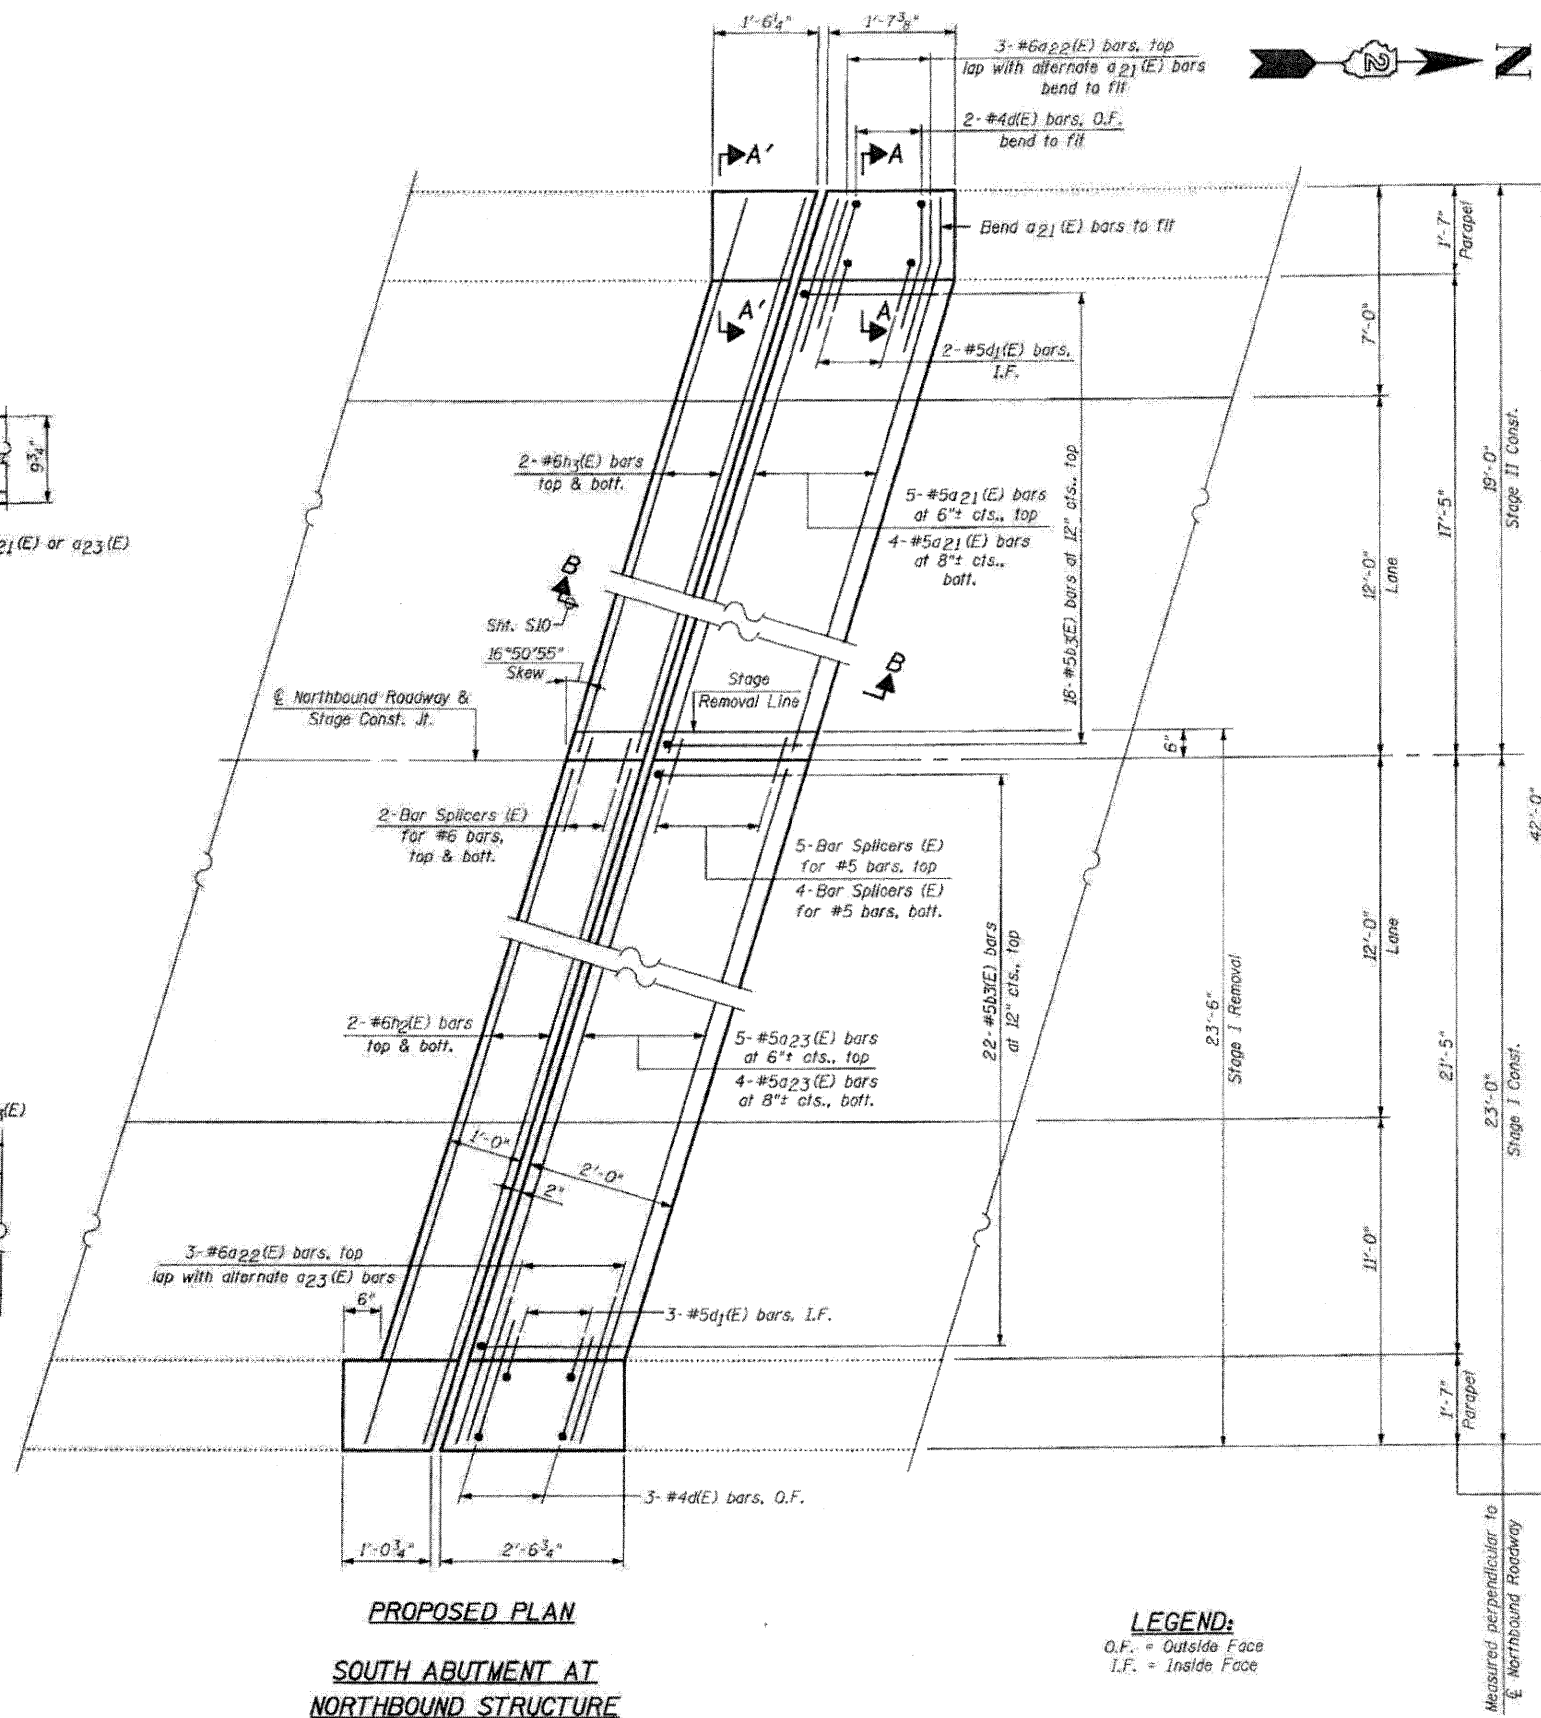 1'-6¼"
1'-7⅜"
3- #6a22(E) bars, top
lap with alternate a21(E) bars
bend to fit
2- #4d(E) bars, O.F.
bend to fit
2
N
A'
A
Bend a21(E) bars to fit
A'
A
2- #5d1(E) bars,
I.F.
1'-7"
Parapet
7'-0"
9¾"
21(E) or a23(E)
2- #6h3(E) bars
top & bott.
5- #5a21(E) bars
at 6"± cts., top
4- #5a21(E) bars
at 8"± cts.,
bott.
18- #5b3(E) bars at 12" cts., top
12'-0"
Lane
17'-5"
19'-0"
Stage II Const.
B
Sht. S10
16°50'55"
Skew
B
Stage
Removal Line
℄ Northbound Roadway &
Stage Const. Jt.
6"
2-Bar Splicers (E)
for #6 bars,
top & bott.
5-Bar Splicers (E)
for #5 bars, top
4-Bar Splicers (E)
for #5 bars, bott.
42'-0"
22- #5b3(E) bars
at 12" cts., top
12'-0"
Lane
23'-6"
Stage I Removal
21'-5"
23'-0"
Stage I Const.
2- #6h2(E) bars
top & bott.
5- #5a23(E) bars
at 6"± cts., top
4- #5a23(E) bars
at 8"± cts., bott.
(E)
1'-0"
2'-0"
2"
11'-0"
3- #6a22(E) bars, top
lap with alternate a23(E) bars
6"
3- #5d1(E) bars, I.F.
1'-7"
Parapet
3- #4d(E) bars, O.F.
1'-0¾"
2'-6¾"
Measured perpendicular to
℄ Northbound Roadway
PROPOSED PLAN
SOUTH ABUTMENT AT
NORTHBOUND STRUCTURE
LEGEND:
O.F. = Outside Face
I.F. = Inside Face